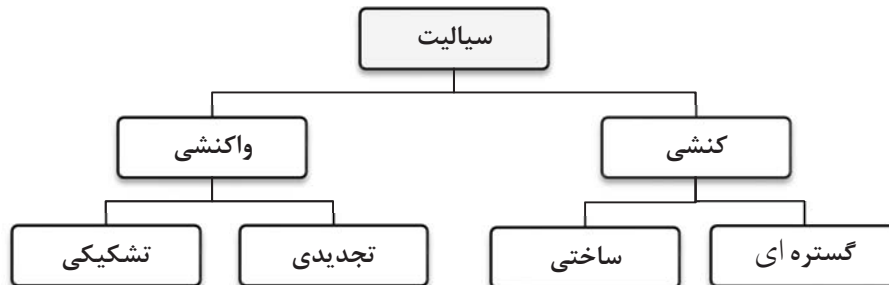 سیالیت
کنشی
واکنشی
گستره ای
ساختی
تجدیدی
تشکیکی